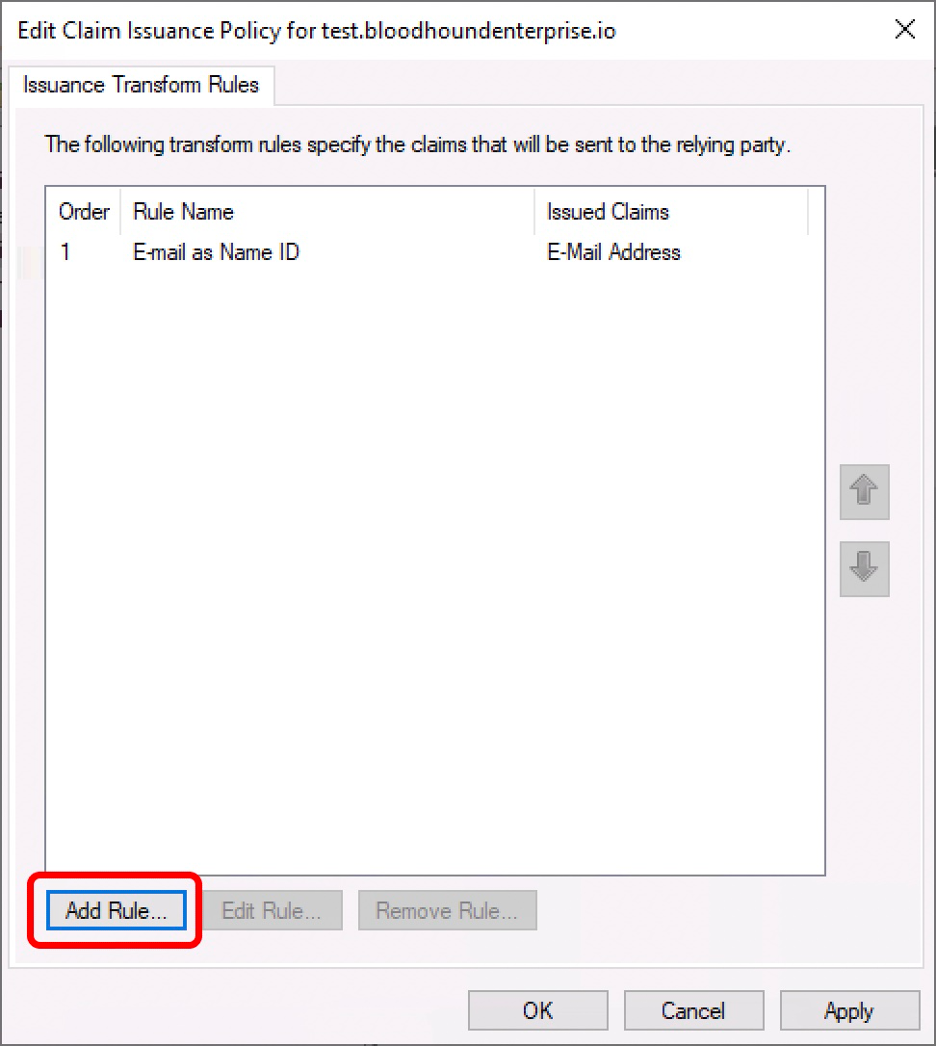 Edit Claim Issuance Policy for test.bloodhoundenterprise.io
Issuance Transform Rules
The following transform rules specify the claims that will be sent to the relying party.
Order Rule Name Issued Claims
1 E-mail as Name ID E-Mail Address
Add Rule... Edit Rule... Remove Rule...
OK Cancel Apply